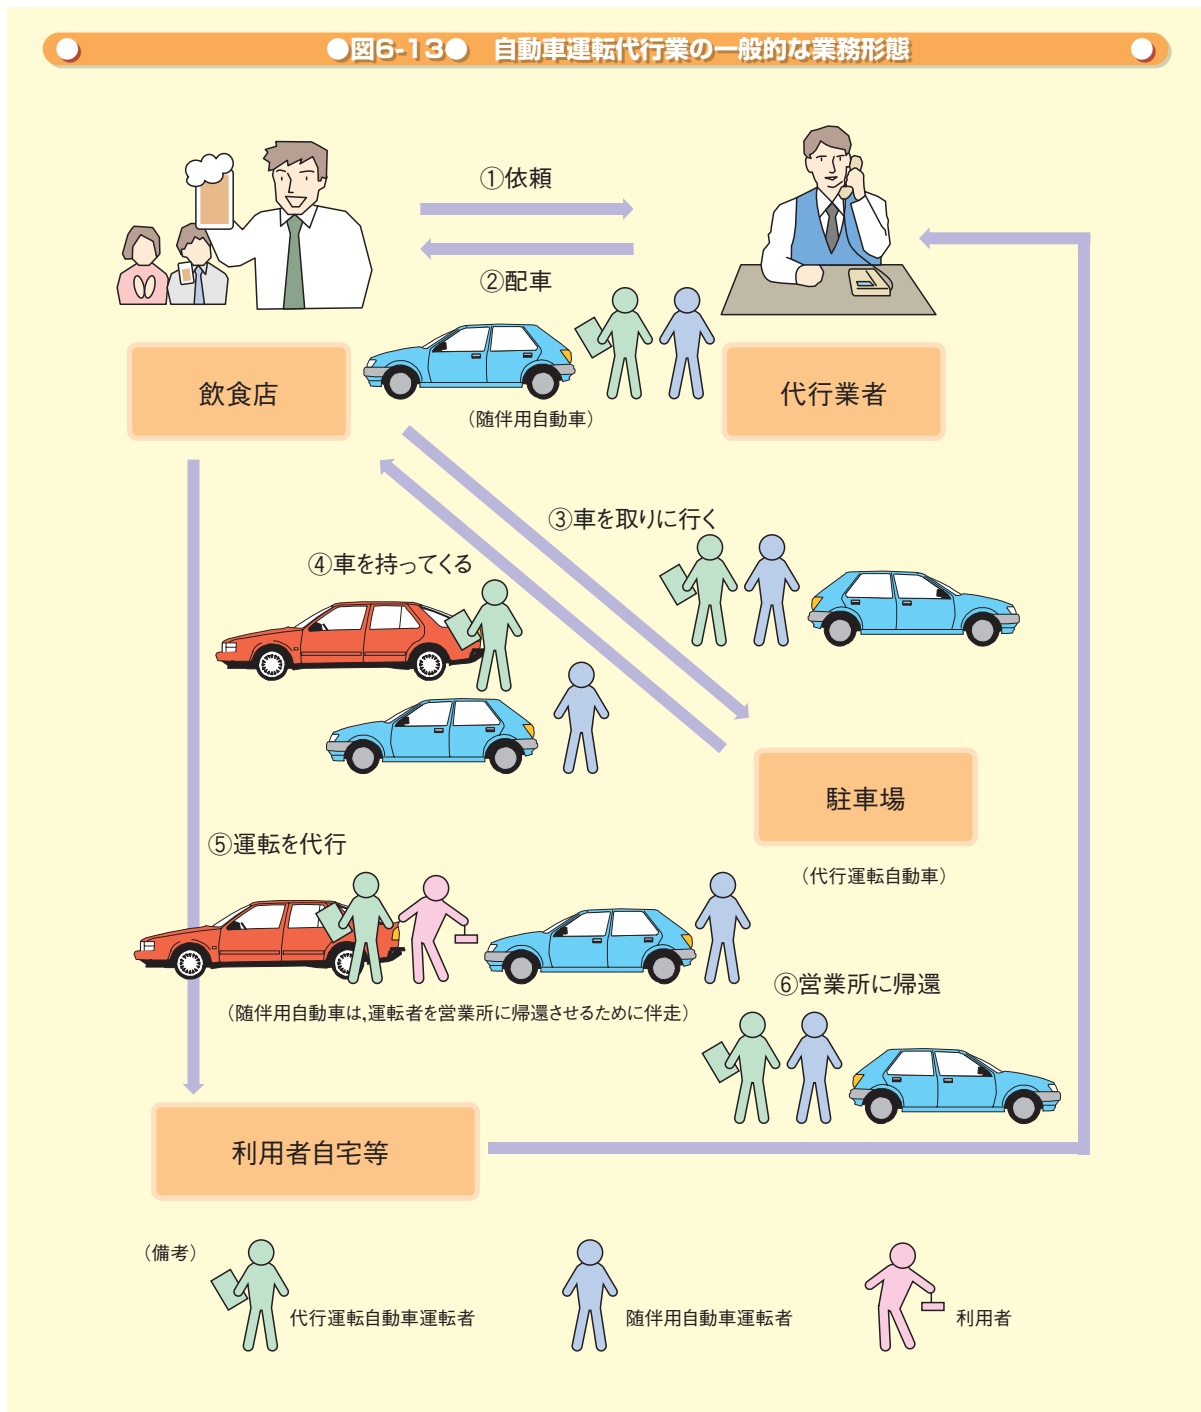 ●図6-13● 自動車運転代行業の一般的な業務形態
①依頼
②配車
飲食店
代行業者
(随伴用自動車)
③車を取りに行く
④車を持ってくる
駐車場
(代行運転自動車)
⑤運転を代行
(随伴用自動車は,運転者を営業所に帰還させるために伴走)
⑥営業所に帰還
利用者自宅等
(備考)
代行運転自動車運転者
随伴用自動車運転者
利用者